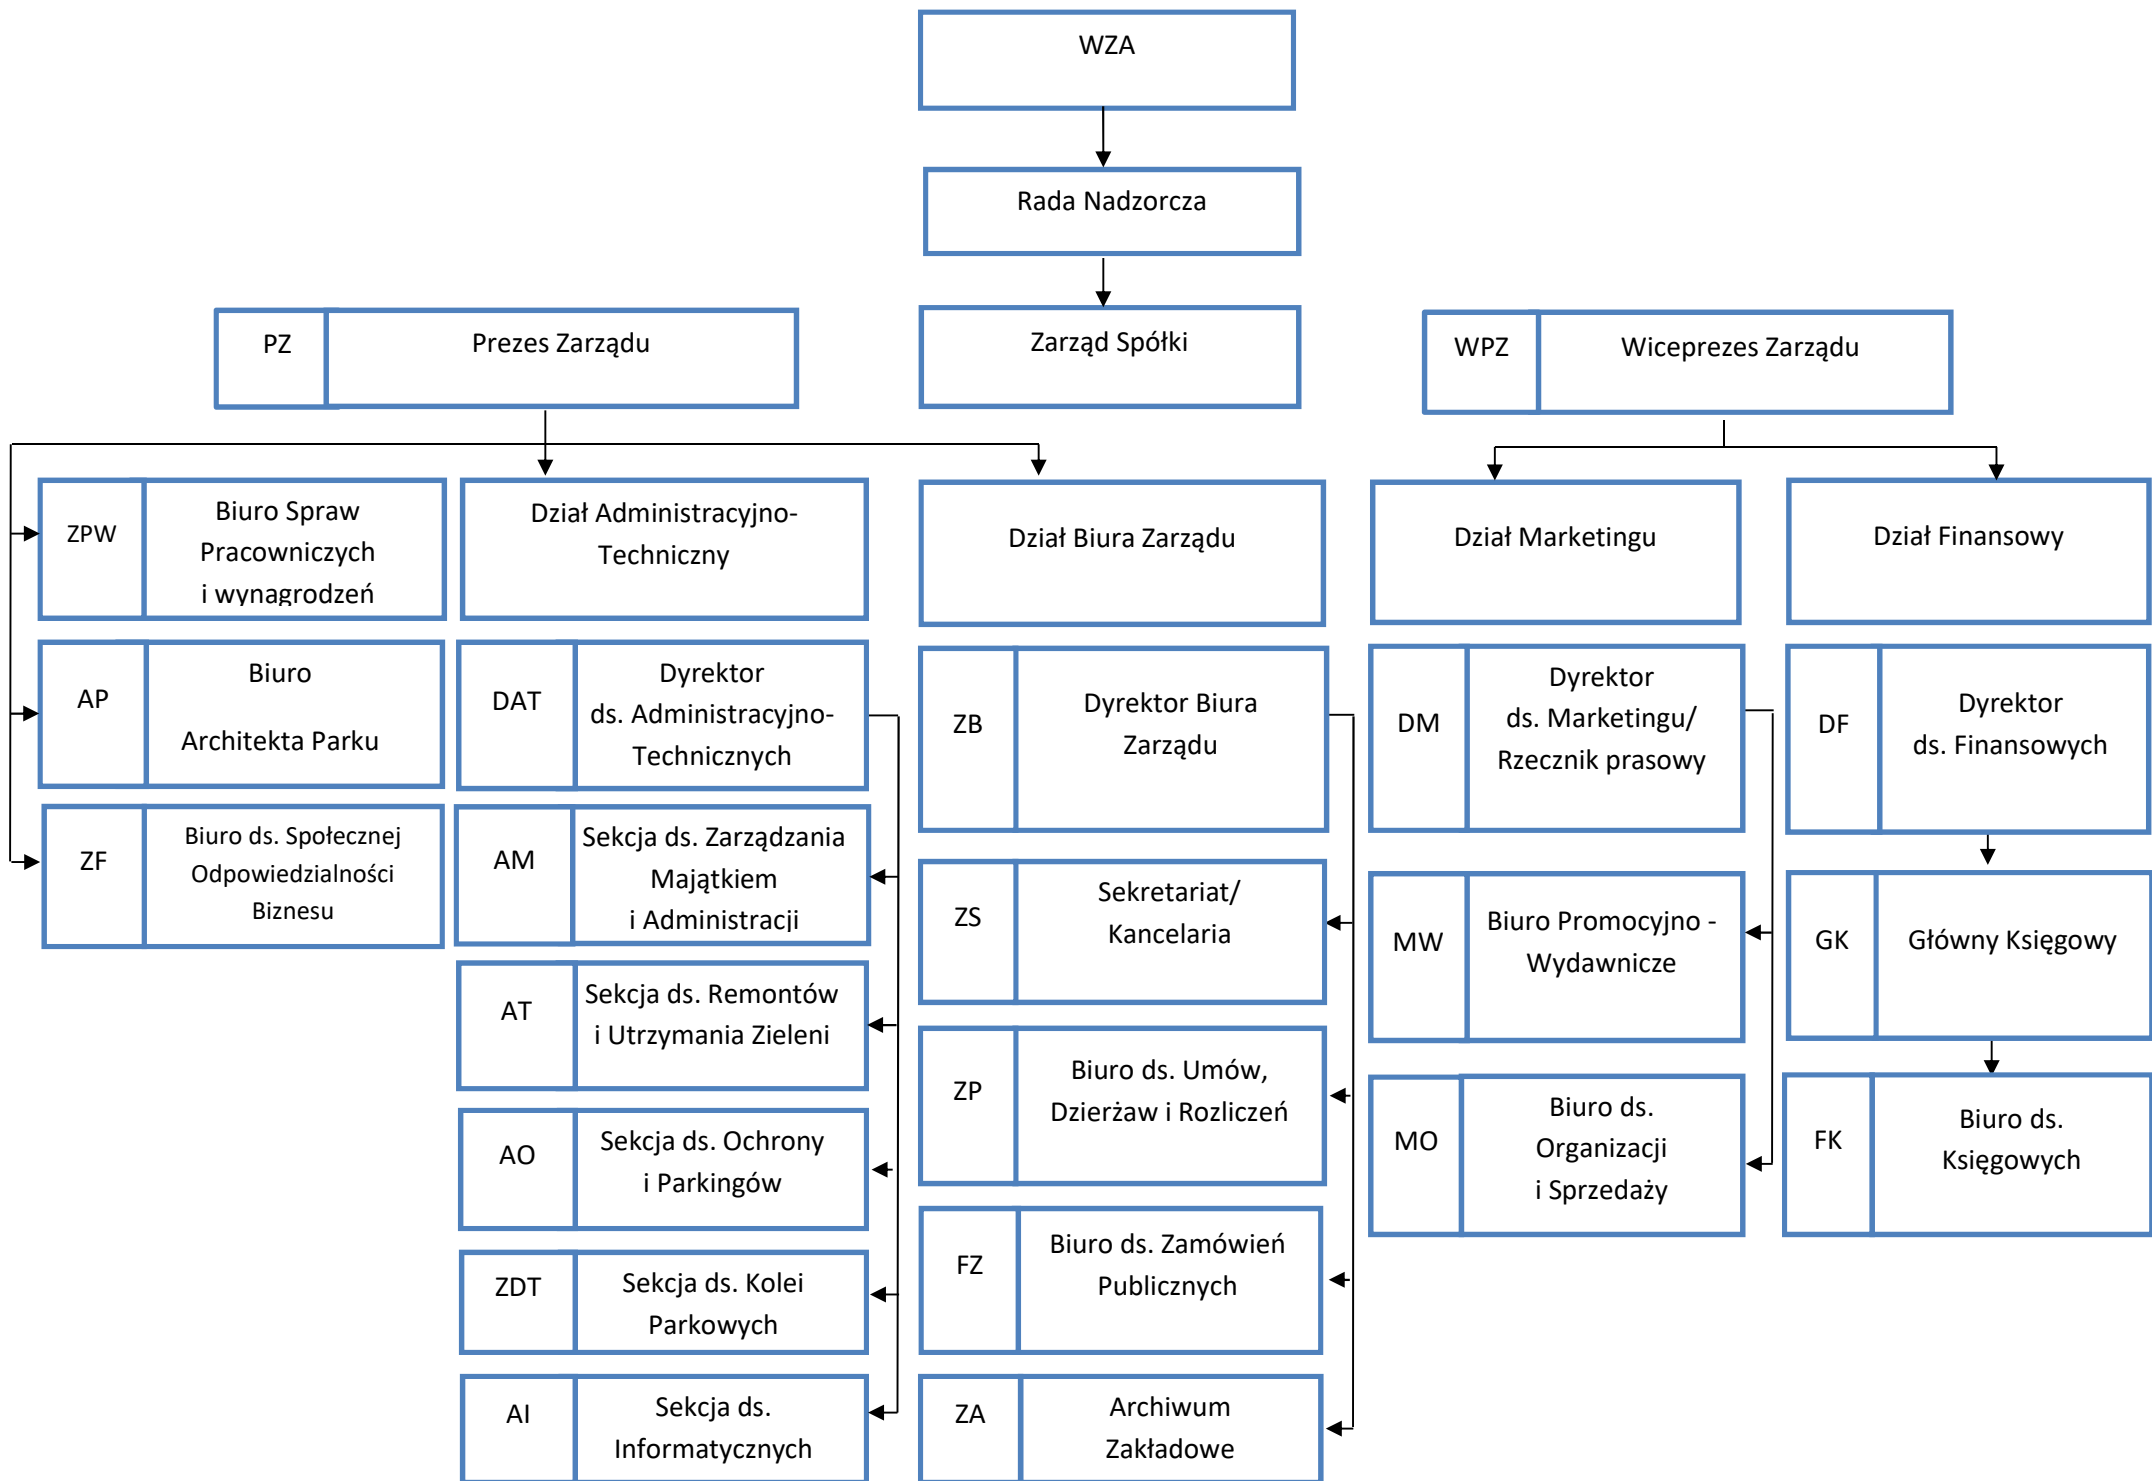 WZA
Rada Nadzorcza
PZ
Prezes Zarządu
Zarząd Spółki
WPZ
Wiceprezes Zarządu
ZPW
Biuro Spraw
Pracowniczych
i wynagrodzeń
Dział Administracyjno-
Techniczny
Dział Biura Zarządu
Dział Marketingu
Dział Finansowy
AP
Biuro
Architekta Parku
ZF
Biuro ds. Społecznej
Odpowiedzialności
Biznesu
DAT
Dyrektor
ds. Administracyjno-
Technicznych
AM
Sekcja ds. Zarządzania
Majątkiem
i Administracji
AT
Sekcja ds. Remontów
i Utrzymania Zieleni
AO
Sekcja ds. Ochrony
i Parkingów
ZDT
Sekcja ds. Kolei
Parkowych
AI
Sekcja ds.
Informatycznych
ZB
Dyrektor Biura
Zarządu
ZS
Sekretariat/
Kancelaria
ZP
Biuro ds. Umów,
Dzierżaw i Rozliczeń
FZ
Biuro ds. Zamówień
Publicznych
ZA
Archiwum
Zakładowe
DM
Dyrektor
ds. Marketingu/
Rzecznik prasowy
MW
Biuro Promocyjno -
Wydawnicze
MO
Biuro ds.
Organizacji
i Sprzedaży
DF
Dyrektor
ds. Finansowych
GK
Główny Księgowy
FK
Biuro ds.
Księgowych